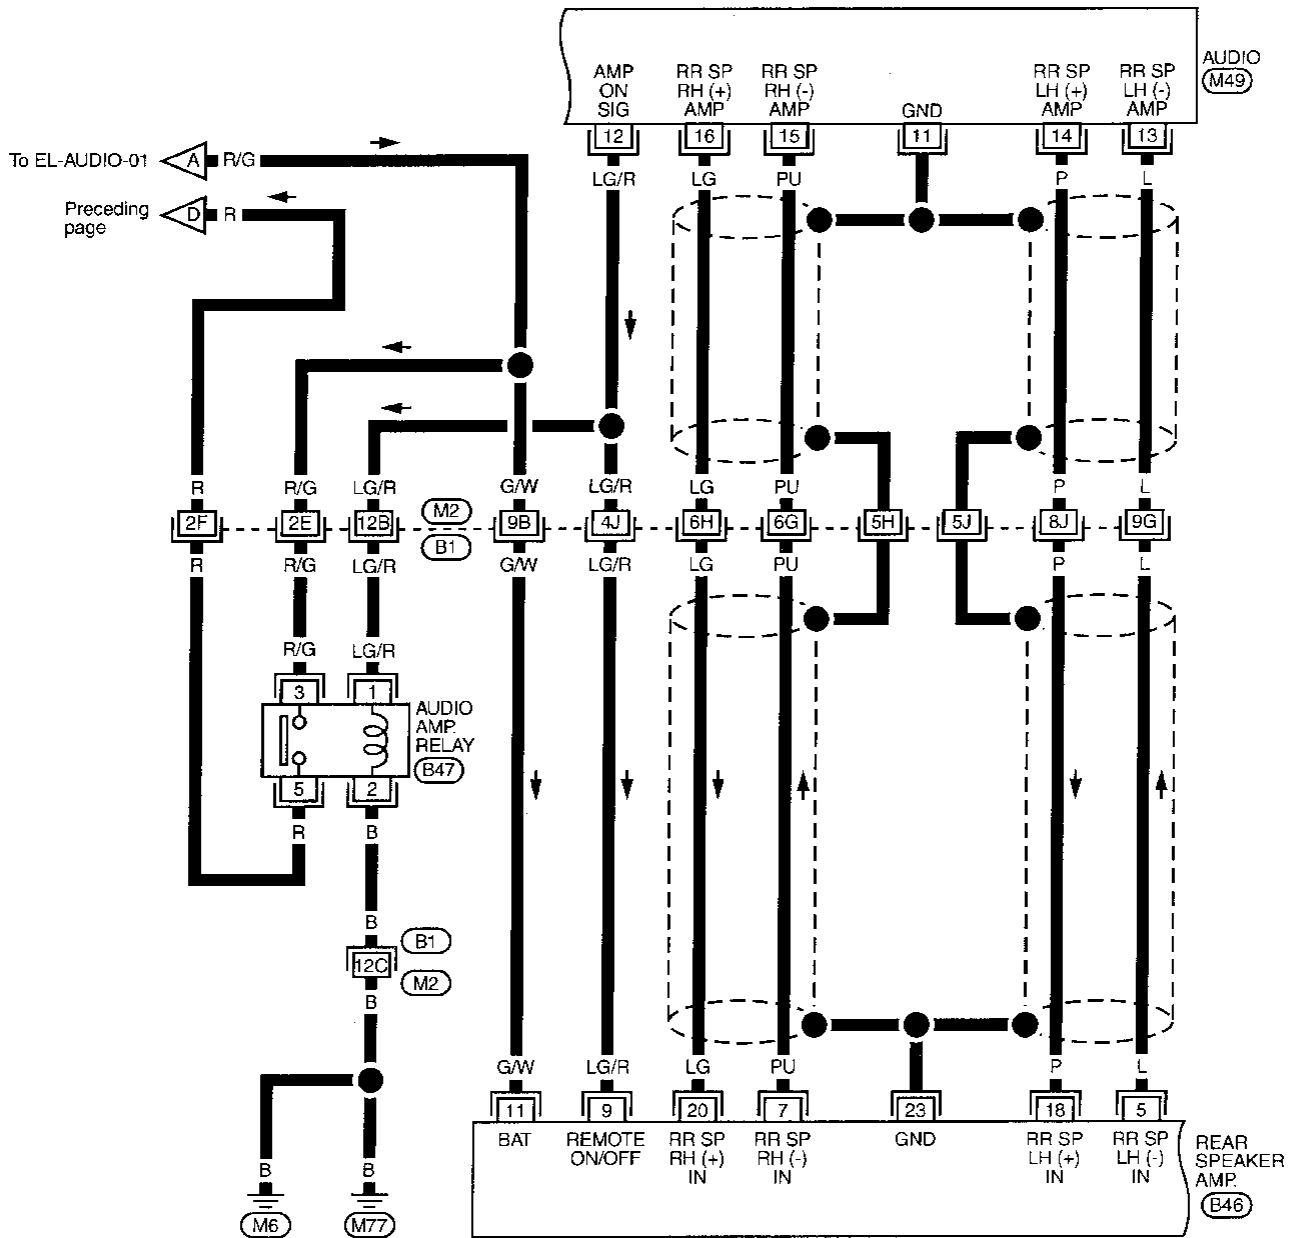 AUDIO
M49
AMP
ON
SIG
RR SP
RH (+)
AMP
RR SP
RH (-)
AMP
GND
RR SP
LH (+)
AMP
RR SP
LH (-)
AMP
12
16
15
11
14
13
To EL-AUDIO-01
A
R/G
LG/R
LG
PU
P
L
Preceding
page
D
R
R
R/G
LG/R
G/W
LG/R
LG
PU
P
L
M2
2F
2E
12B
9B
4J
6H
6G
5H
5J
8J
9G
B1
R
R/G
LG/R
G/W
LG/R
LG
PU
P
L
R/G
LG/R
3
1
AUDIO
AMP.
RELAY
B47
5
2
R
B
B
B1
12C
M2
B
G/W
LG/R
LG
PU
P
L
11
9
20
7
23
18
5
BAT
REMOTE
ON/OFF
RR SP
RH (+)
IN
RR SP
RH (-)
IN
GND
RR SP
LH (+)
IN
RR SP
LH (-)
IN
REAR
SPEAKER
AMP.
B46
B
B
M6
M77